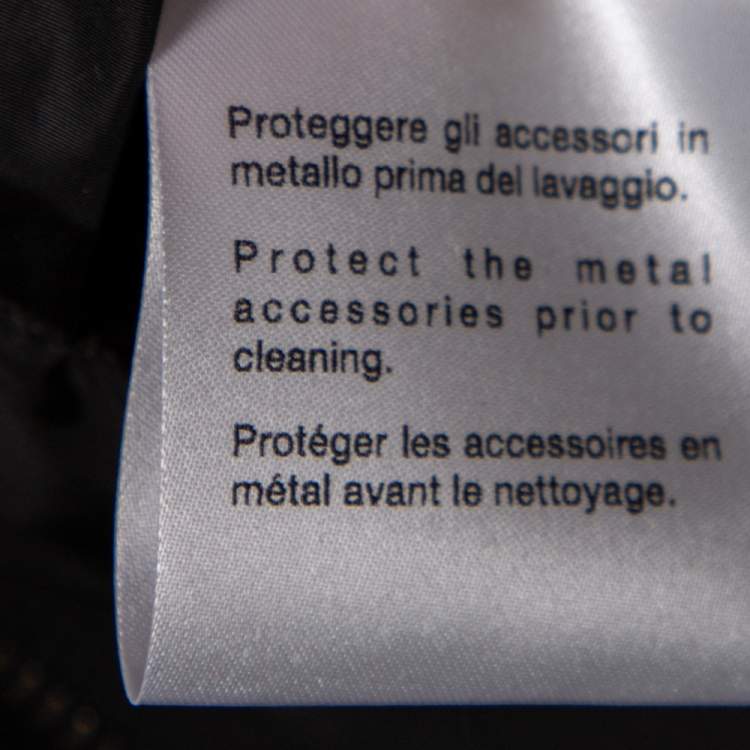 Proteggere gli accessori in
metallo prima del lavaggio.
Protect the metal
accessories prior to
cleaning.
Protéger les accessoires en
métal avant le nettoyage.